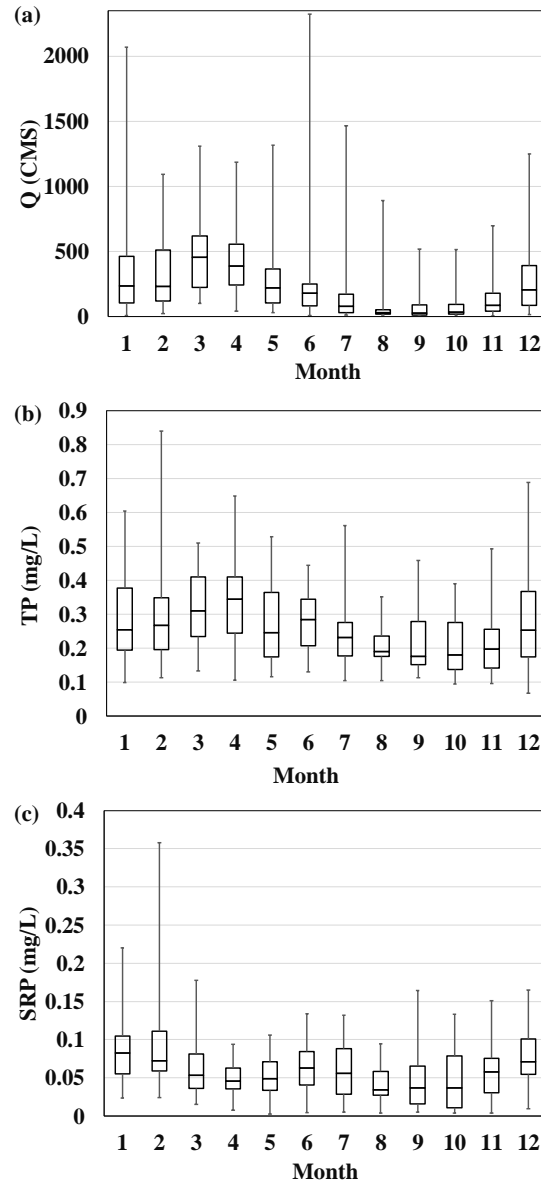 (a)
2000
1500
1000
500
0
Q (CMS)
1 2 3 4 5 6 7 8 9 10 11 12
Month
(b)
0.9
0.8
0.7
0.6
0.5
0.4
0.3
0.2
0.1
0
TP (mg/L)
1 2 3 4 5 6 7 8 9 10 11 12
Month
(c)
0.4
0.35
0.3
0.25
0.2
0.15
0.1
0.05
0
SRP (mg/L)
1 2 3 4 5 6 7 8 9 10 11 12
Month